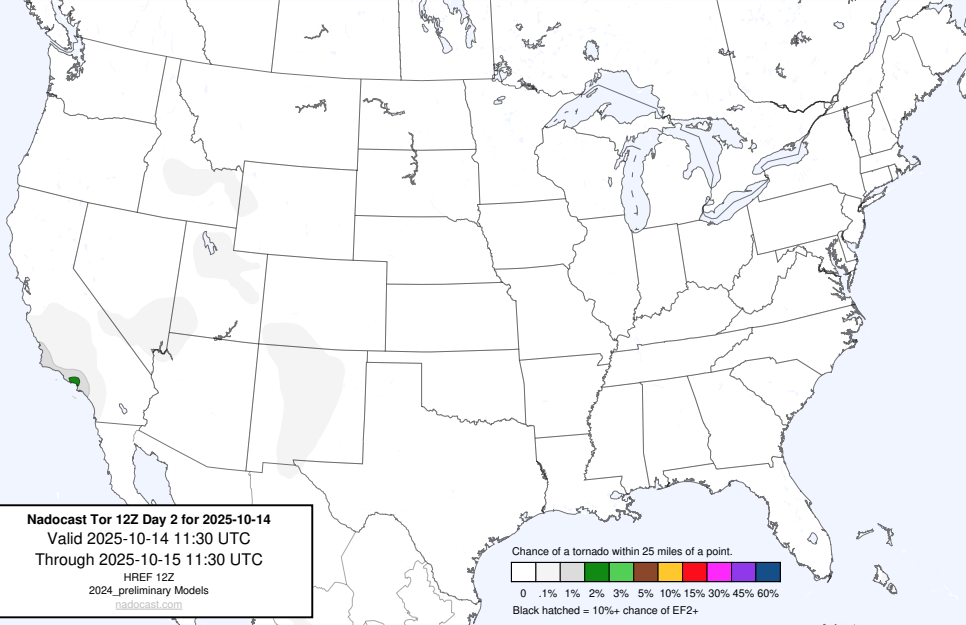 Nadocast Tor 12Z Day 2 for 2025-10-14
Valid 2025-10-14 11:30 UTC
Through 2025-10-15 11:30 UTC
HREF 12Z
2024_preliminary Models
nadocast.com
Chance of a tornado within 25 miles of a point.
0 .1% 1% 2% 3% 5% 10% 15% 30% 45% 60%
Black hatched = 10%+ chance of EF2+